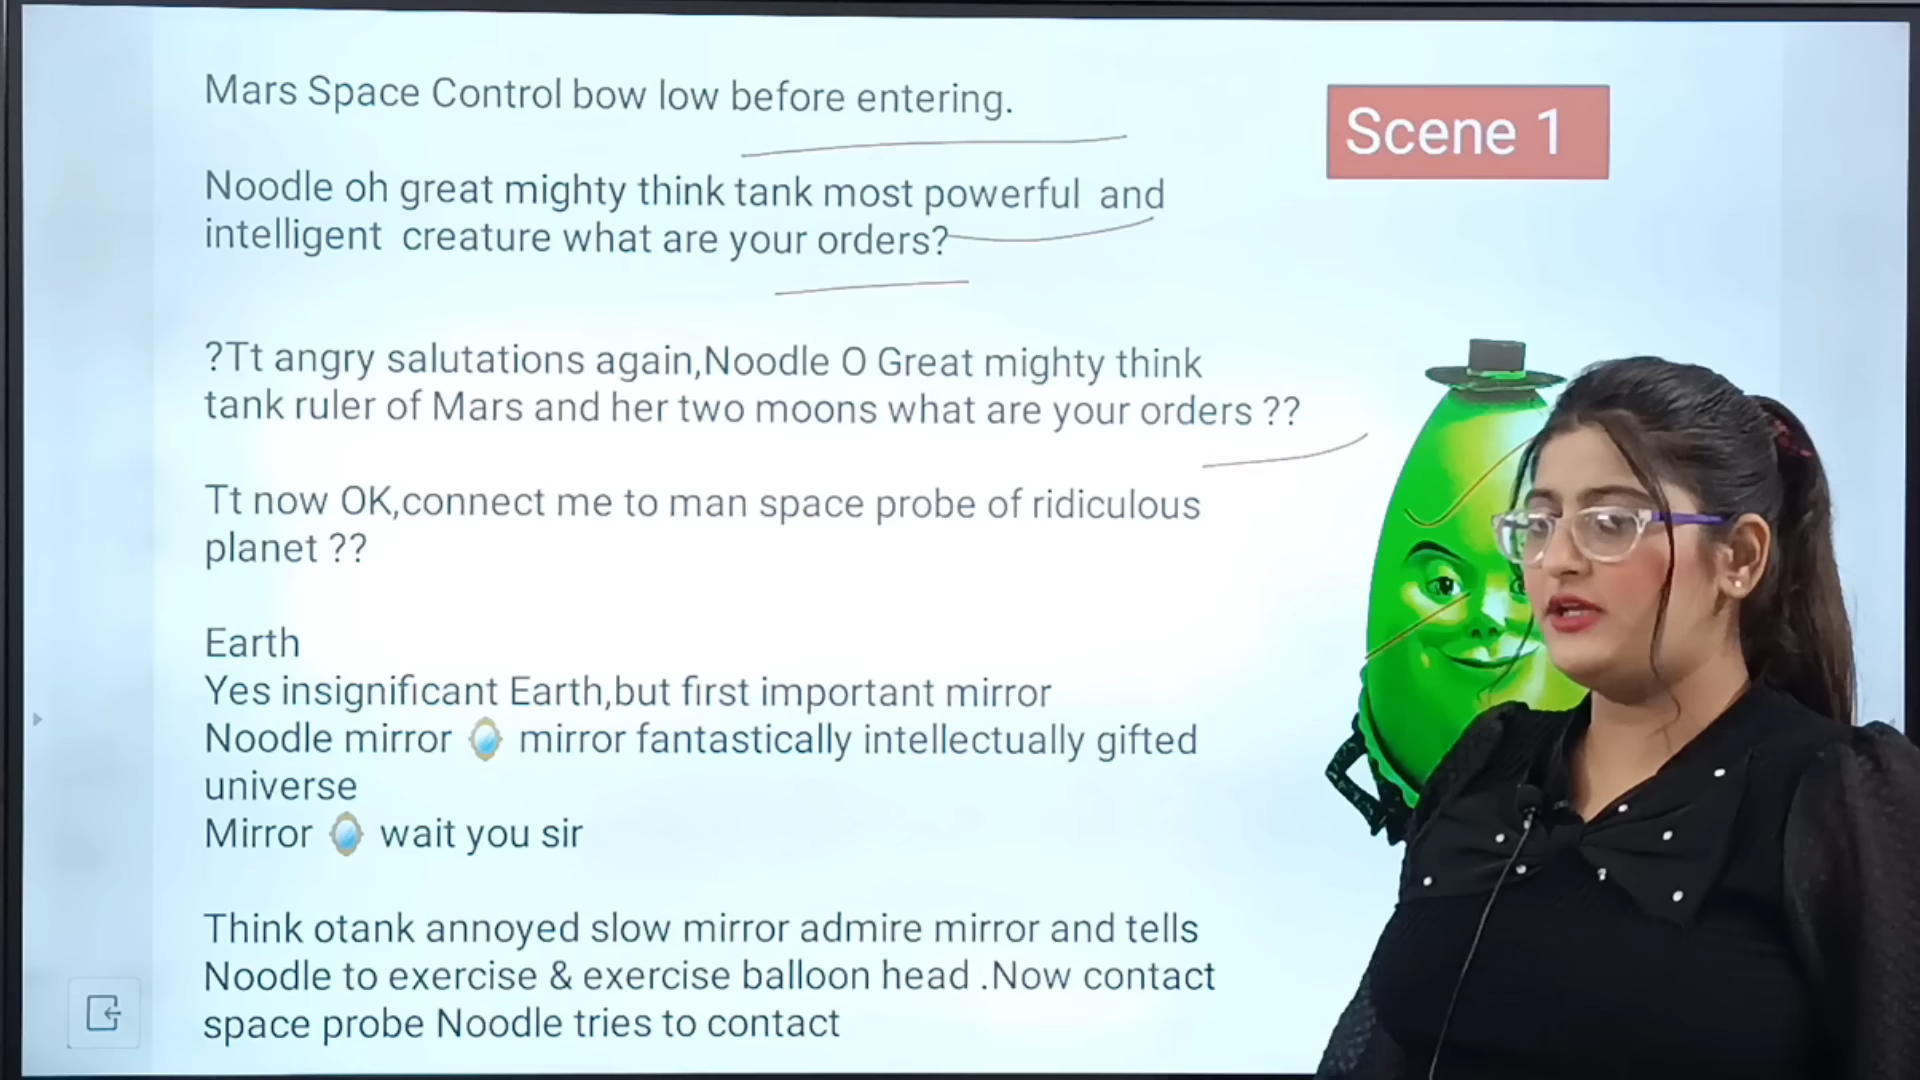 Mars Space Control bow low before entering.
Scene 1
Noodle oh great mighty think tank most powerful and
intelligent creature what are your orders?
?Tt angry salutations again,Noodle O Great mighty think
tank ruler of Mars and her two moons what are your orders ??
Tt now OK,connect me to man space probe of ridiculous
planet ??
Earth
Yes insignificant Earth,but first important mirror
Noodle mirror 🪞 mirror fantastically intellectually gifted
universe
Mirror 🪞 wait you sir
Think otank annoyed slow mirror admire mirror and tells
Noodle to exercise & exercise balloon head .Now contact
space probe Noodle tries to contact